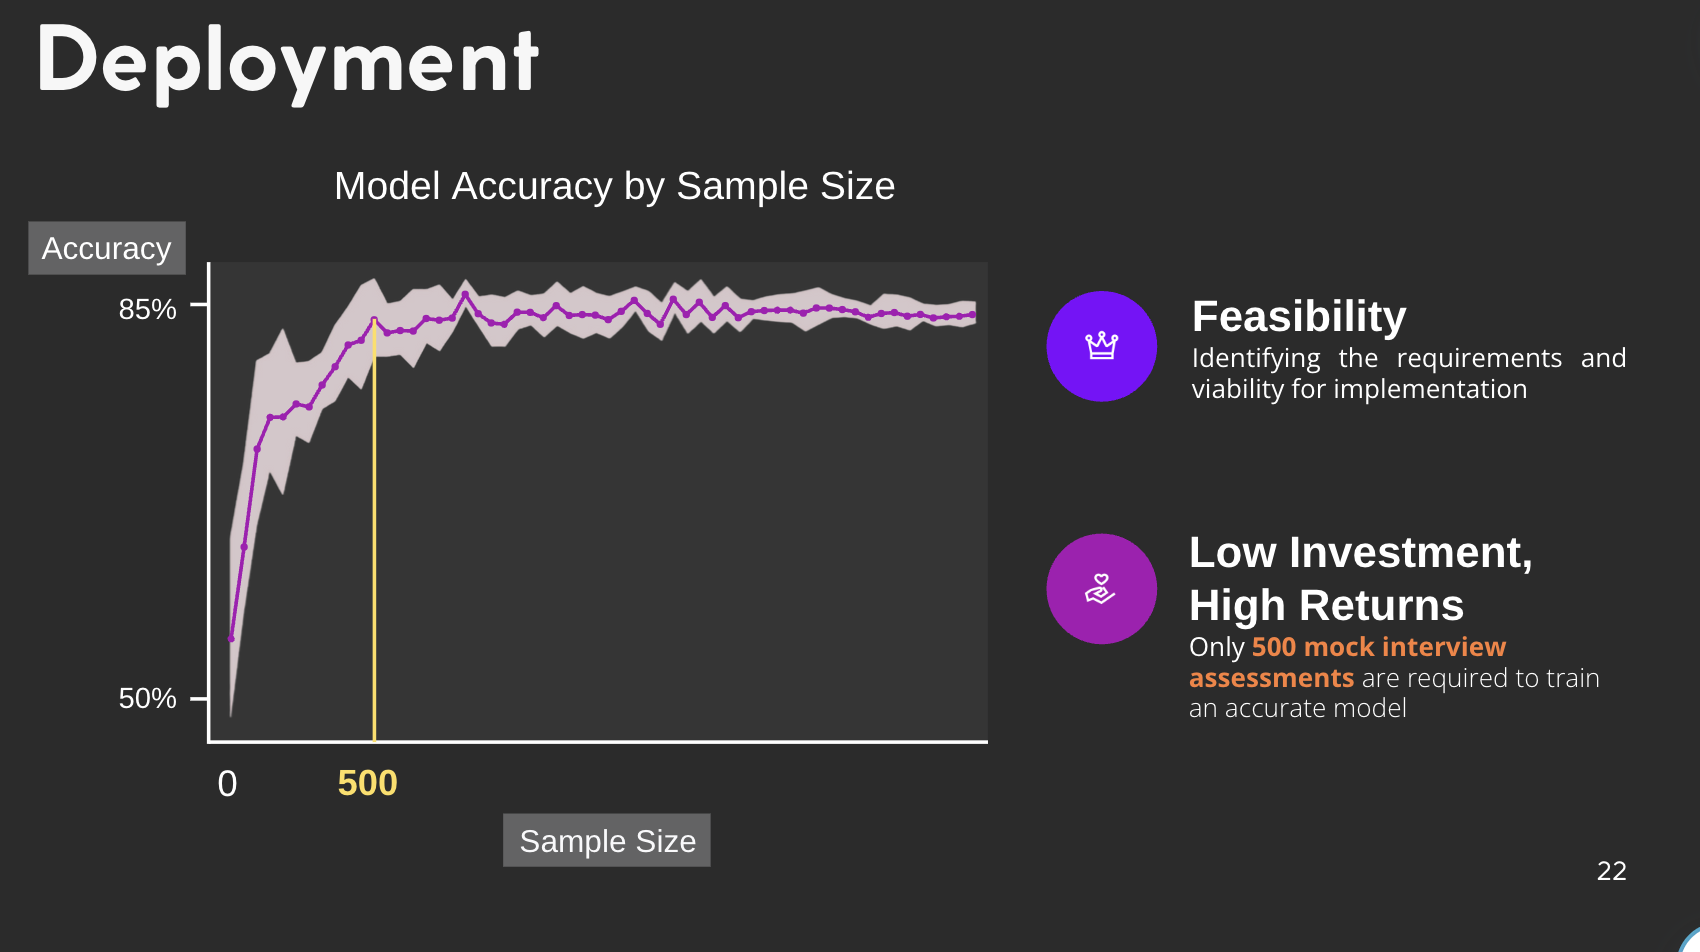 Deployment
Model Accuracy by Sample Size
Accuracy
85%
50%
0
500
Sample Size
Feasibility
Identifying the requirements and
viability for implementation
Low Investment,
High Returns
Only 500 mock interview
assessments are required to train
an accurate model
22